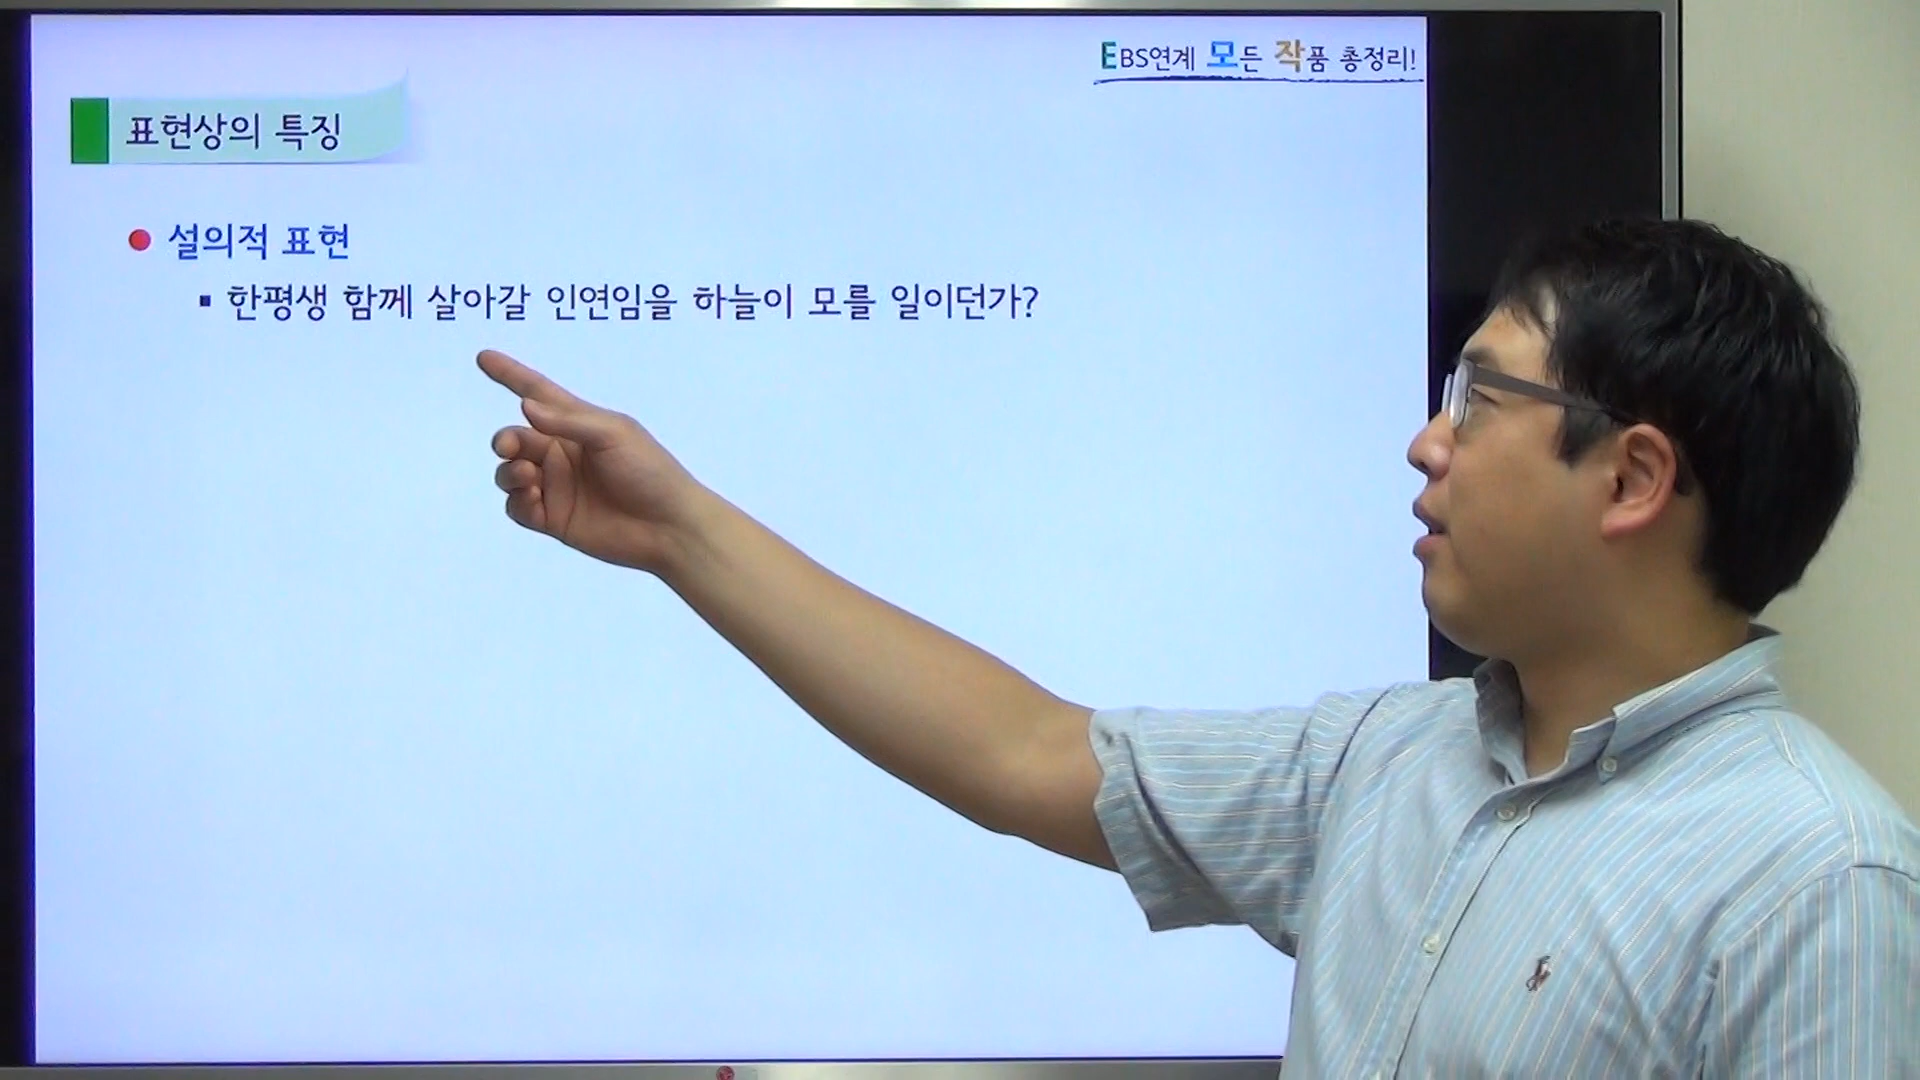 EBS연계 모든 작품 총정리!
표현상의 특징
설의적 표현
한평생 함께 살아갈 인연임을 하늘이 모를 일이던가?